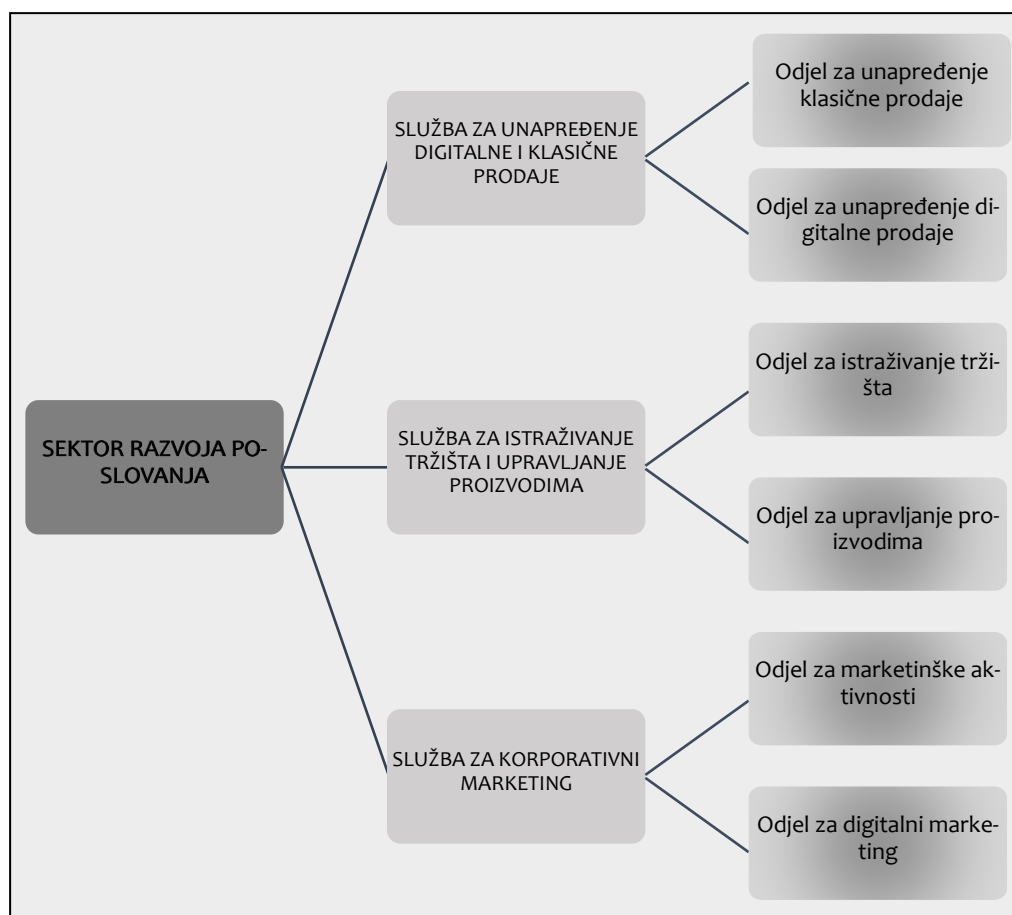 SEKTOR RAZVOJA PO-
SLOVANJA
SLUŽBA ZA UNAPREĐENJE
DIGITALNE I KLASIČNE
PRODAJE
Odjel za unapređenje
klasične prodaje
Odjel za unapređenje di-
gitalne prodaje
SLUŽBA ZA ISTRAŽIVANJE
TRŽIŠTA I UPRAVLJANJE
PROIZVODIMA
Odjel za istraživanje trži-
šta
Odjel za upravljanje pro-
izvodima
SLUŽBA ZA KORPORATIVNI
MARKETING
Odjel za marketinške ak-
tivnosti
Odjel za digitalni marke-
ting